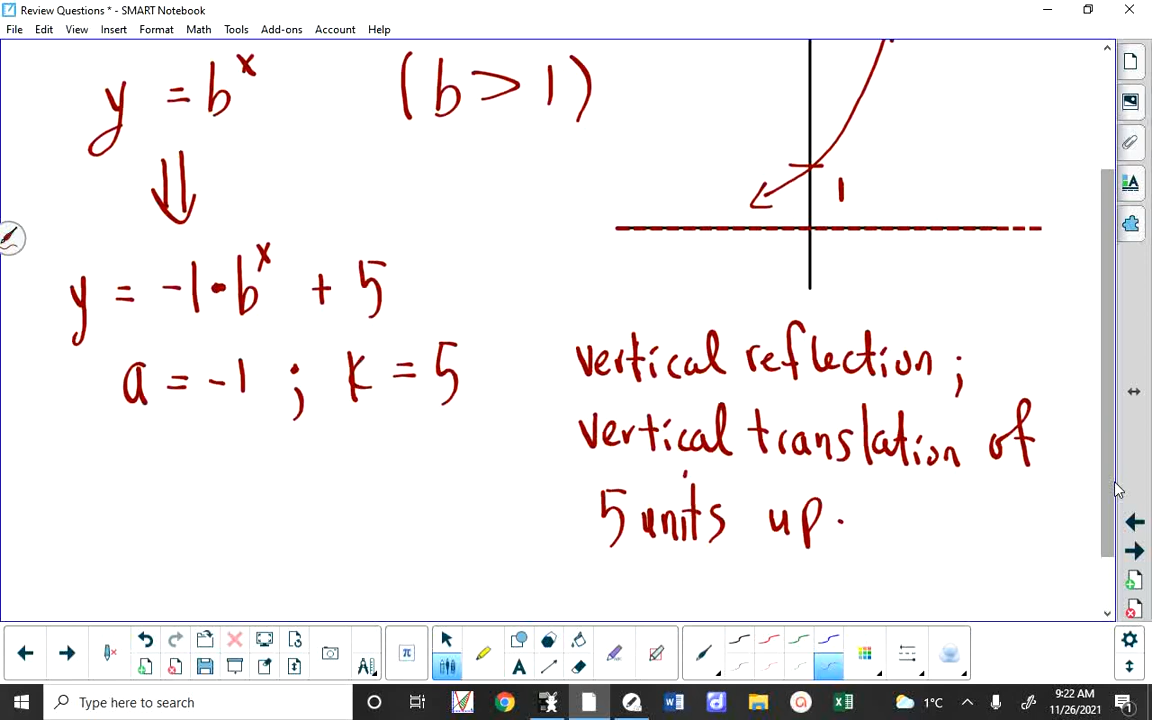 Review Questions * - SMART Notebook
File Edit View Insert Format Math Tools Add-ons Account Help
y = b^x (b > 1)
1
y = -1 · b^x + 5
a = -1 ; k = 5
vertical reflection ;
vertical translation of
5 units up .
Type here to search
1°C
9:22 AM
11/26/2021
1